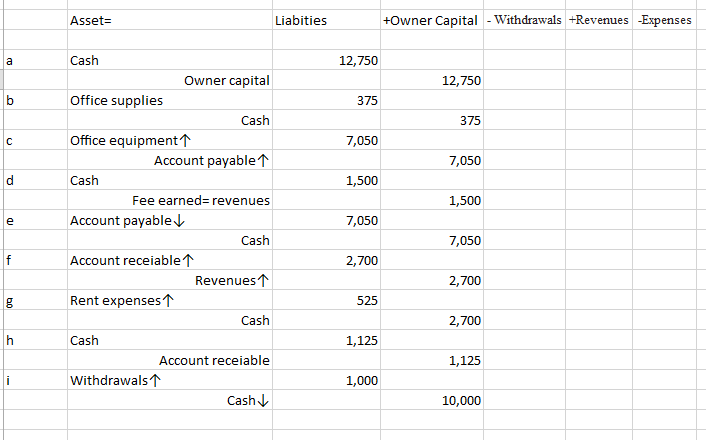 Asset= Liabities +Owner Capital - Withdrawals +Revenues -Expenses
a Cash 12,750
Owner capital 12,750
b Office supplies 375
Cash 375
c Office equipment↑ 7,050
Account payable↑ 7,050
d Cash 1,500
Fee earned= revenues 1,500
e Account payable↓ 7,050
Cash 7,050
f Account receiable↑ 2,700
Revenues↑ 2,700
g Rent expenses↑ 525
Cash 2,700
h Cash 1,125
Account receiable 1,125
i Withdrawals↑ 1,000
Cash↓ 10,000